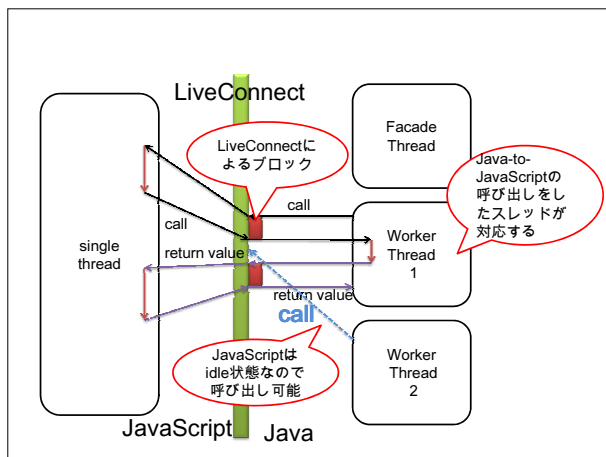 LiveConnect
Facade
Thread
LiveConnectに
よるブロック
Java-to-
JavaScriptの
呼び出しをし
たスレッドが
対応する
call
call
single
thread
return value
Worker
Thread
1
return value
call
JavaScriptは
idle状態なので
呼び出し可能
Worker
Thread
2
JavaScript
Java